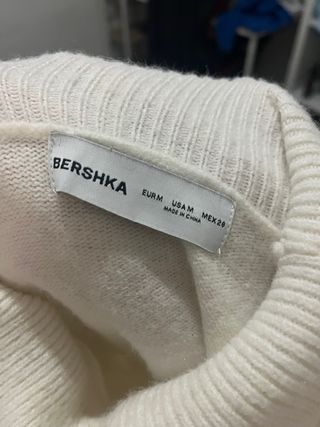 BERSHKA
EUR M USA M MEX 28
MADE IN CHINA